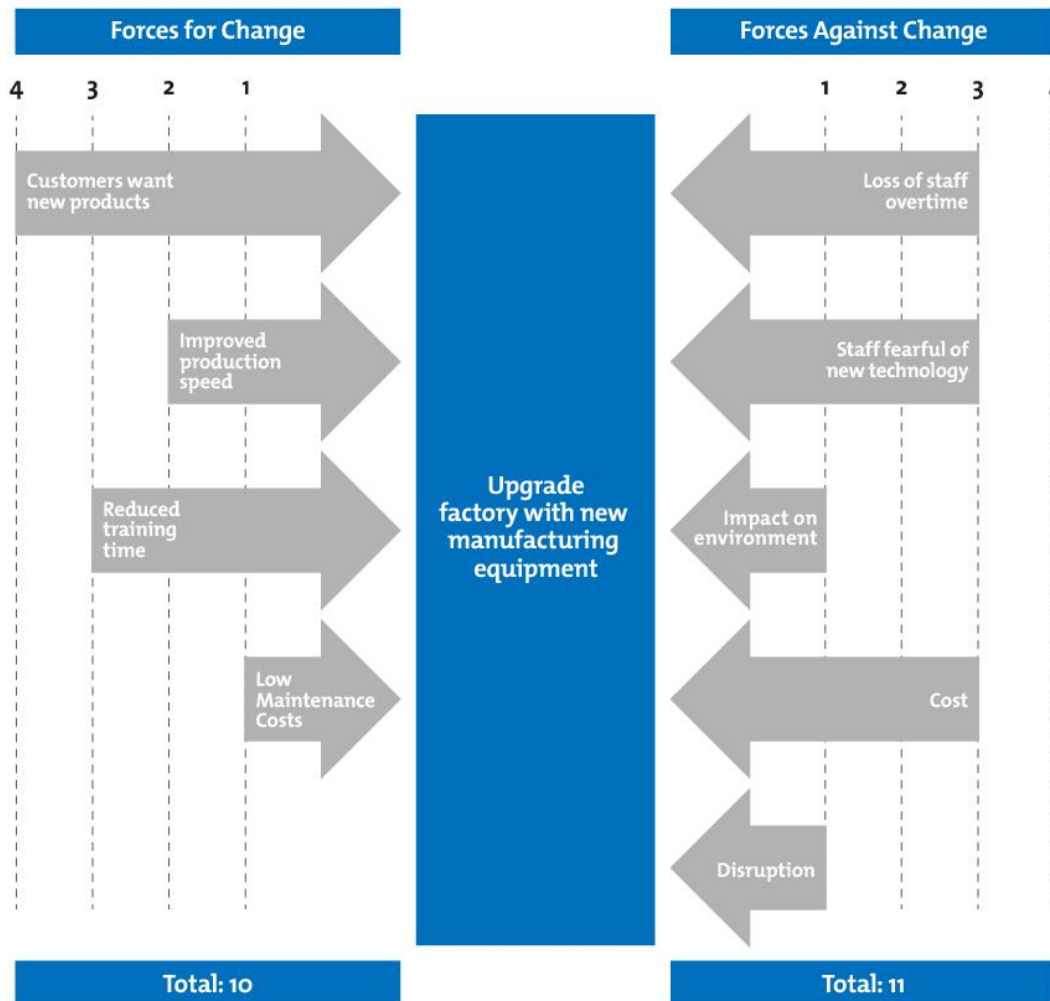 Forces for Change
Forces Against Change
4 3 2 1
1 2 3
Customers want
new products
Loss of staff
overtime
Improved
production
speed
Staff fearful of
new technology
Upgrade
factory with new
manufacturing
equipment
Reduced
training
time
Impact on
environment
Low
Maintenance
Costs
Cost
Disruption
Total: 10
Total: 11